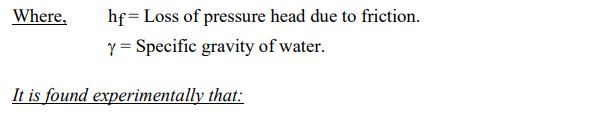 Where, hf= Loss of pressure head due to friction.
γ = Specific gravity of water.
It is found experimentally that: